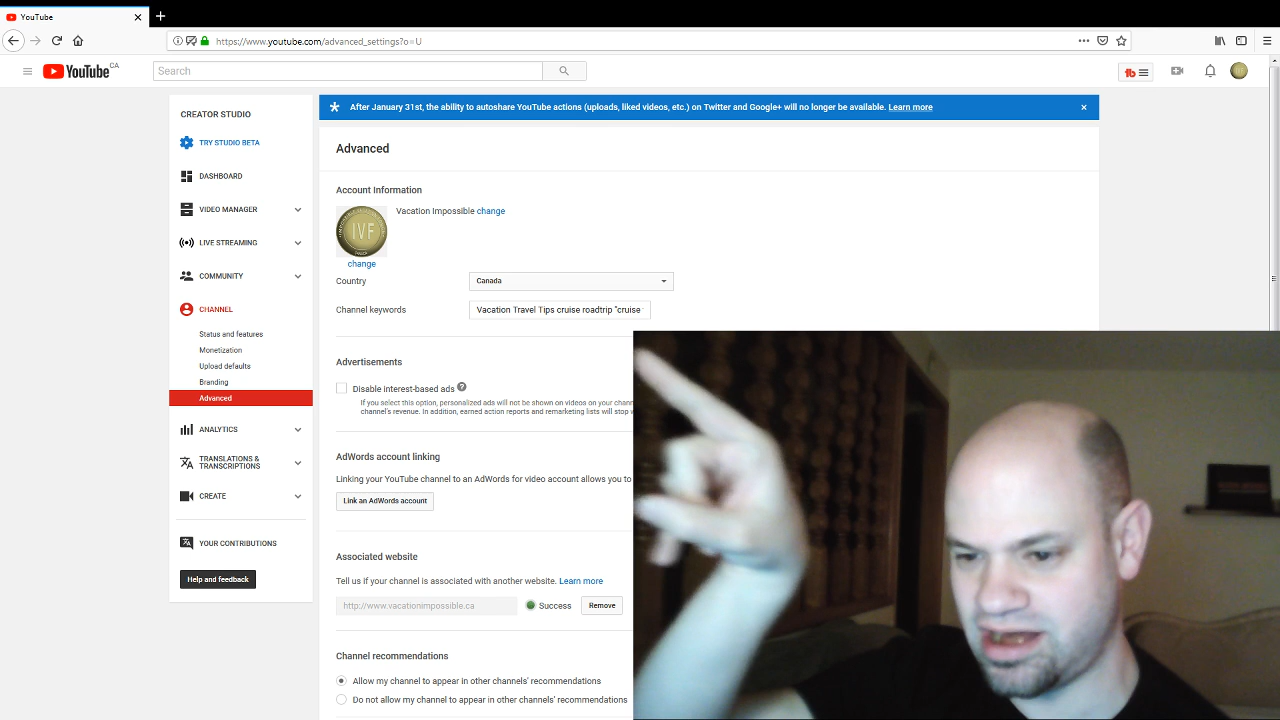 YouTube
https://www.youtube.com/advanced_settings?o=U
YouTube CA
Search
CREATOR STUDIO
TRY STUDIO BETA
DASHBOARD
VIDEO MANAGER
LIVE STREAMING
COMMUNITY
CHANNEL
Status and features
Monetization
Upload defaults
Branding
Advanced
ANALYTICS
TRANSLATIONS &
TRANSCRIPTIONS
CREATE
YOUR CONTRIBUTIONS
Help and feedback
After January 31st, the ability to autoshare YouTube actions (uploads, liked videos, etc.) on Twitter and Google+ will no longer be available. Learn more
Advanced
Account Information
IVF
Vacation Impossible change
change
Country
Canada
Channel keywords
Vacation Travel Tips cruise roadtrip "cruise
Advertisements
Disable interest-based ads
If you select this option, personalized ads will not be shown on videos on your chann
channel's revenue. In addition, earned action reports and remarketing lists will stop w
AdWords account linking
Linking your YouTube channel to an AdWords for video account allows you to
Link an AdWords account
Associated website
Tell us if your channel is associated with another website. Learn more
http://www.vacationimpossible.ca
Success
Remove
Channel recommendations
Allow my channel to appear in other channels' recommendations
Do not allow my channel to appear in other channels' recommendations